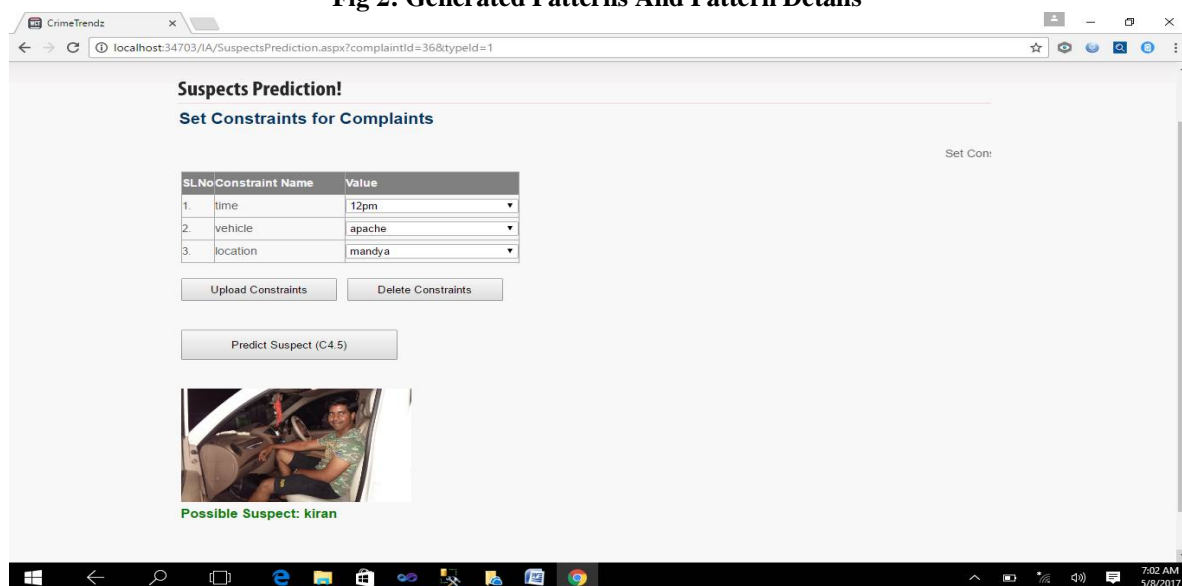 Fig 2: Generated Patterns And Pattern Details
CrimeTrendz
localhost:34703/IA/SuspectsPrediction.aspx?complaintId=36&typeId=1
Suspects Prediction!
Set Constraints for Complaints
Set Con
SLNo Constraint Name Value
1. time 12pm
2. vehicle apache
3. location mandya
Upload Constraints Delete Constraints
Predict Suspect (C4.5)
Possible Suspect: kiran
7:02 AM
5/8/2017